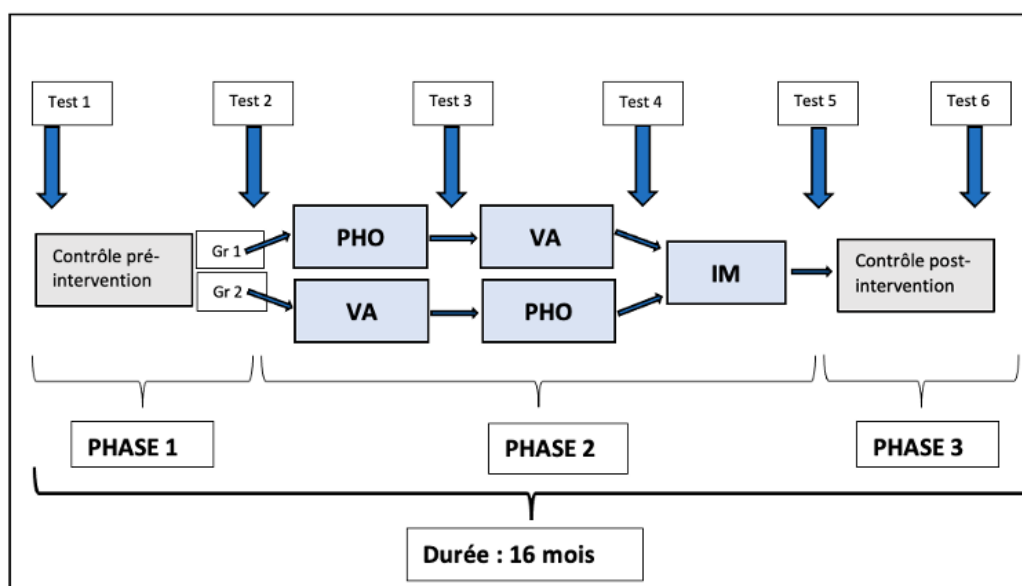 Test 1
Test 2
Test 3
Test 4
Test 5
Test 6
Contrôle pré-
intervention
Gr 1
Gr 2
PHO
VA
VA
PHO
IM
Contrôle post-
intervention
PHASE 1
PHASE 2
PHASE 3
Durée : 16 mois